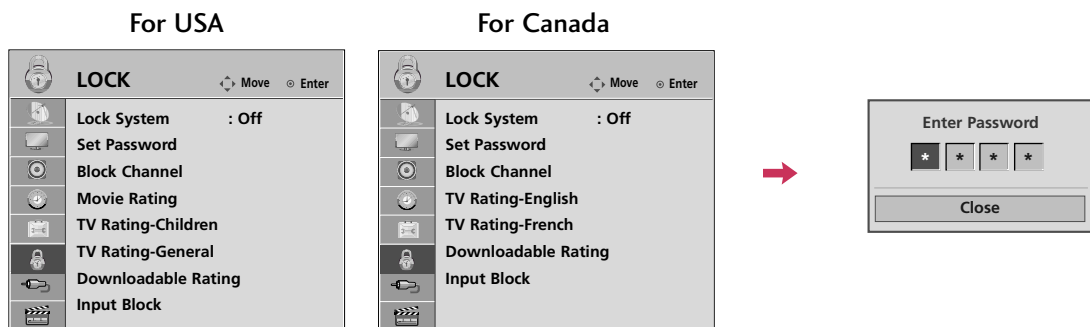 For USA
LOCK Move Enter
Lock System : Off
Set Password
Block Channel
Movie Rating
TV Rating-Children
TV Rating-General
Downloadable Rating
Input Block
For Canada
LOCK Move Enter
Lock System : Off
Set Password
Block Channel
TV Rating-English
TV Rating-French
Downloadable Rating
Input Block
Enter Password
* * * *
Close